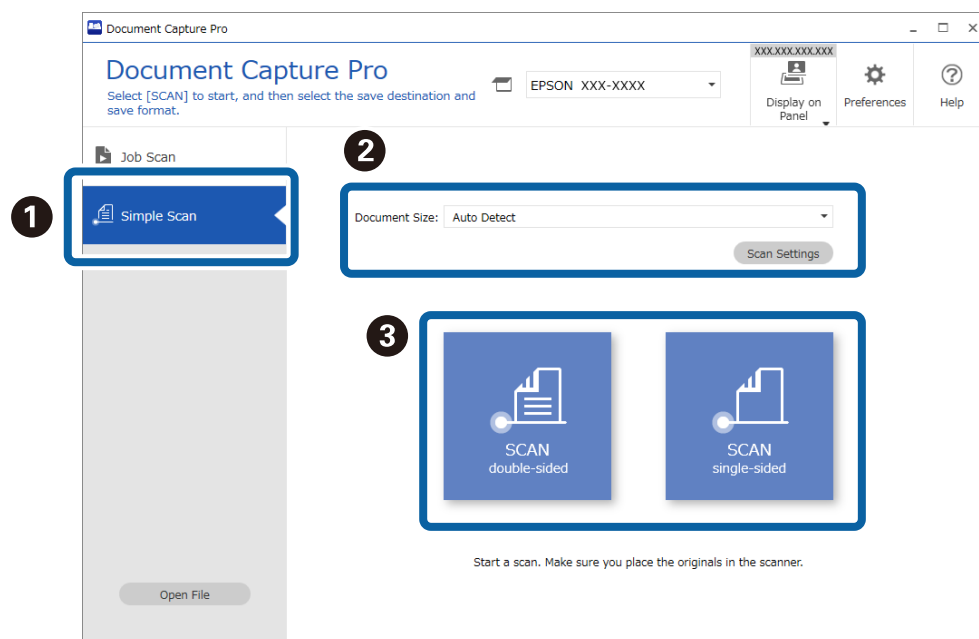 Document Capture Pro
Document Capture Pro
Select [SCAN] to start, and then select the save destination and
save format.
EPSON XXX-XXXX
XXX.XXX.XXX.XXX
Display on
Panel
Preferences
Help
Job Scan
2
1
Simple Scan
Document Size: Auto Detect
Scan Settings
3
SCAN
double-sided
SCAN
single-sided
Start a scan. Make sure you place the originals in the scanner.
Open File